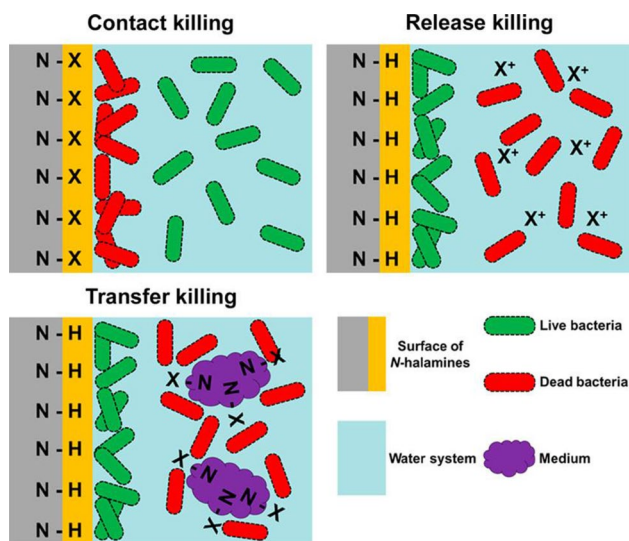 Contact killing
N - X
N - X
N - X
N - X
N - X
N - X
Release killing
N - H
N - H
N - H
N - H
N - H
N - H
X+
X+
X+
X+
X+
X+
Transfer killing
N - H
N - H
N - H
N - H
N - H
N - H
X - N
N - X
N - X
X - N
N - X
N - X
Surface of
N-halamines
Live bacteria
Dead bacteria
Water system
Medium